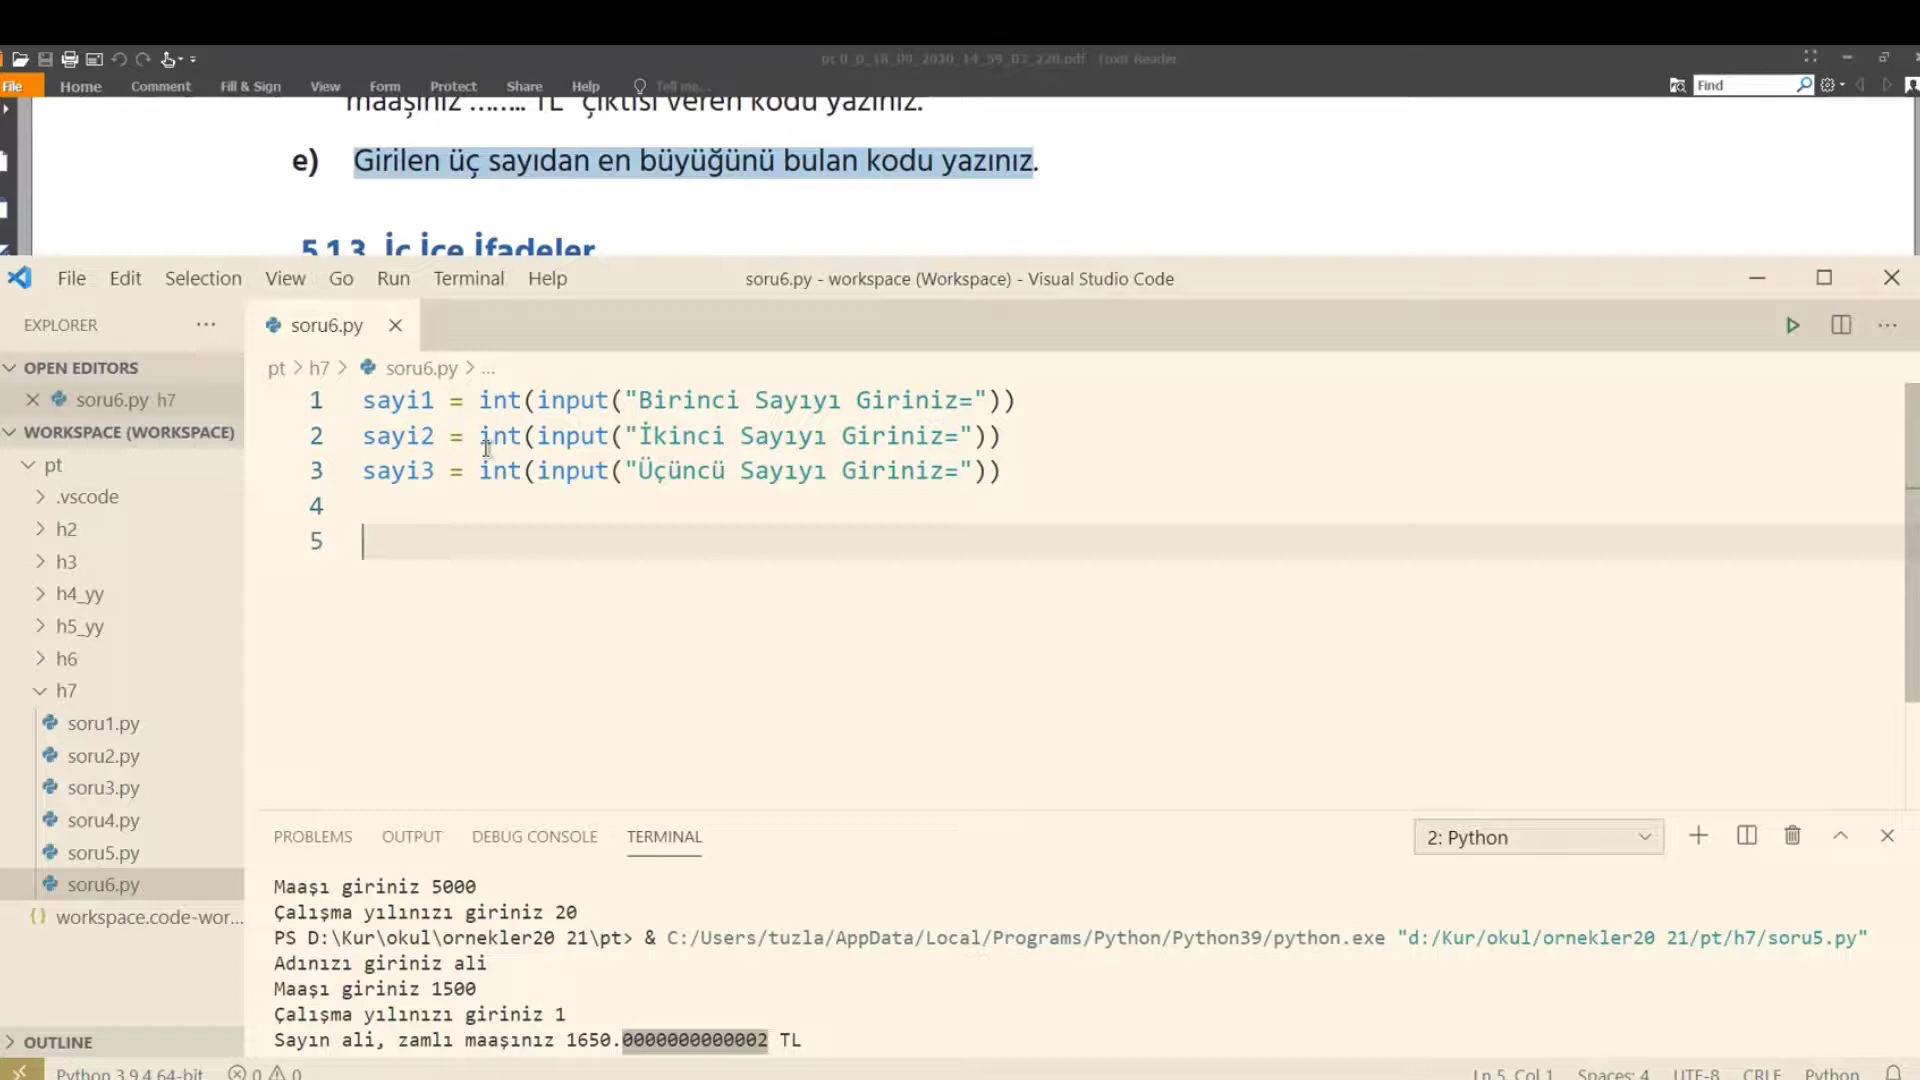 pt 0_0_18_09_2020_14_59_03_220.pdf - Foxit Reader
File Home Comment Fill & Sign View Form Protect Share Help Tell me... Find
maaşınız ........ TL" çıktısı veren kodu yazınız.
e) Girilen üç sayıdan en büyüğünü bulan kodu yazınız.
5.1.3. İç İçe İfadeler
File Edit Selection View Go Run Terminal Help soru6.py - workspace (Workspace) - Visual Studio Code
EXPLORER ... soru6.py ...
OPEN EDITORS
pt > h7 > soru6.py > ...
soru6.py h7
WORKSPACE (WORKSPACE)
pt
.vscode
h2
h3
h4_yy
h5_yy
h6
h7
soru1.py
soru2.py
soru3.py
soru4.py
soru5.py
soru6.py
workspace.code-wor...
OUTLINE
1 sayi1 = int(input("Birinci Sayıyı Giriniz="))
2 sayi2 = int(input("İkinci Sayıyı Giriniz="))
3 sayi3 = int(input("Üçüncü Sayıyı Giriniz="))
4
5
PROBLEMS OUTPUT DEBUG CONSOLE TERMINAL 2: Python
Maaşı giriniz 5000
Çalışma yılınızı giriniz 20
PS D:\Kur\okul\ornekler20 21\pt> & C:/Users/tuzla/AppData/Local/Programs/Python/Python39/python.exe "d:/Kur/okul/ornekler20 21/pt/h7/soru5.py"
Adınızı giriniz ali
Maaşı giriniz 1500
Çalışma yılınızı giriniz 1
Sayın ali, zamlı maaşınız 1650.0000000000002 TL
Python 3.9.4 64-bit 0 0 Ln 5, Col 1 Spaces: 4 UTF-8 CRLF Python